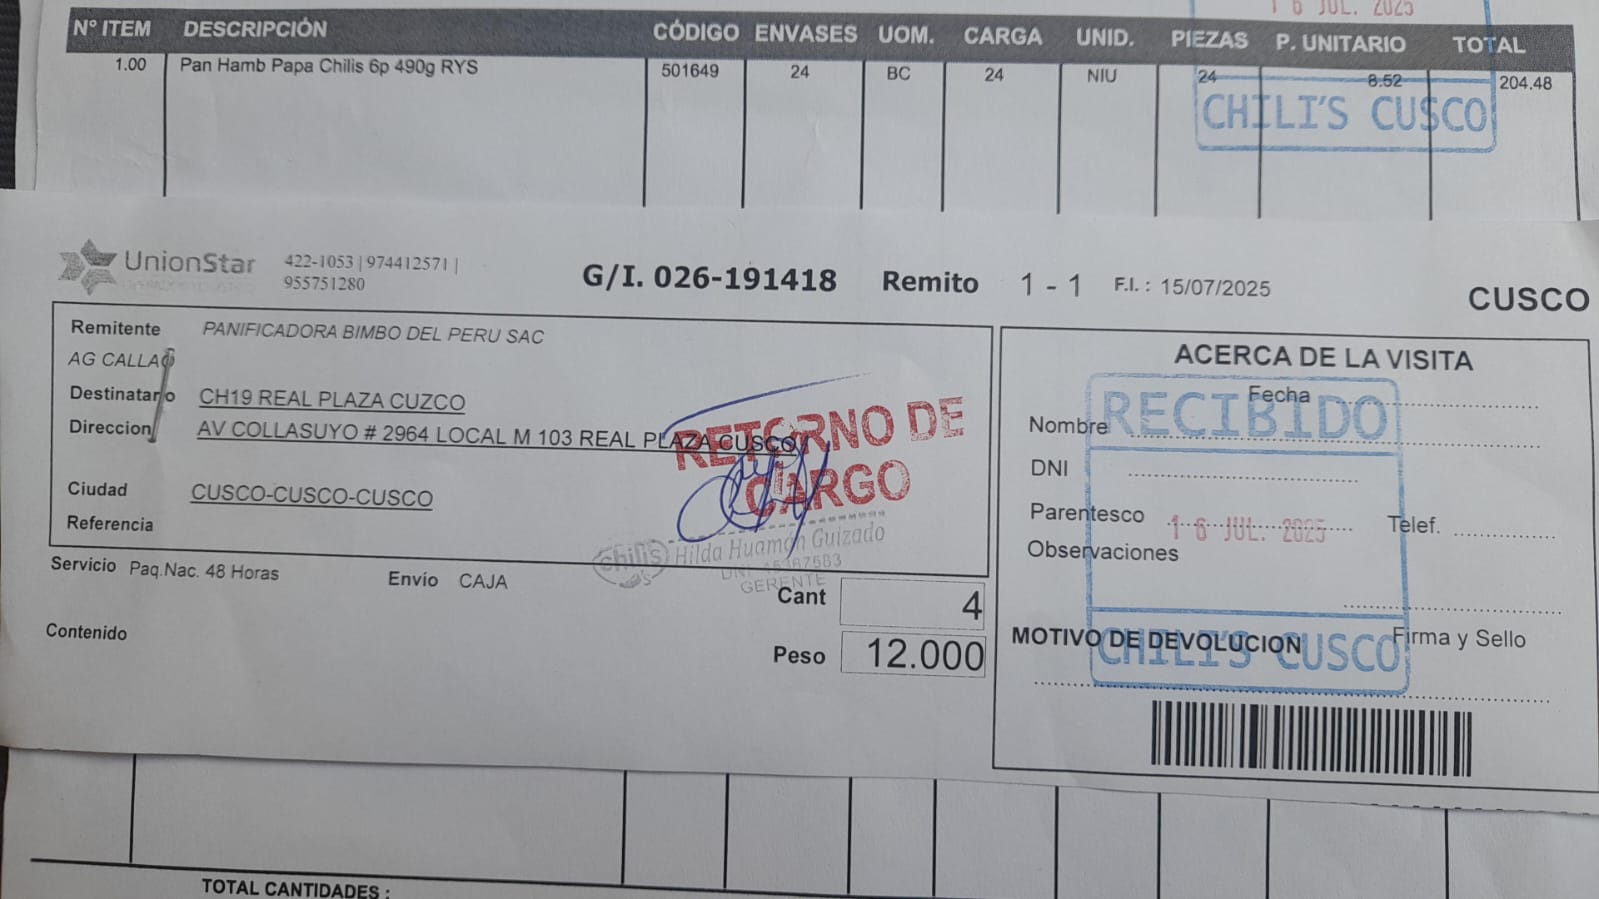 16 JUL. 2025
N° ITEM DESCRIPCIÓN CÓDIGO ENVASES UOM. CARGA UNID. PIEZAS P. UNITARIO TOTAL
1.00 Pan Hamb Papa Chilis 6p 490g RYS 501649 24 BC 24 NIU 24 8.52 204.48
CHILI'S CUSCO
UnionStar 422-1053 | 974412571 |
955751280
G/I. 026-191418 Remito 1 - 1 F.I. : 15/07/2025
CUSCO
Remitente PANIFICADORA BIMBO DEL PERU SAC
AG CALLAO
Destinatario CH19 REAL PLAZA CUZCO
Direccion AV COLLASUYO # 2964 LOCAL M 103 REAL PLAZA CUSCO
Ciudad CUSCO-CUSCO-CUSCO
Referencia
RETORNO DE
CARGO
chili's Hilda Huamán Guizado
GERENTE
Servicio Paq.Nac. 48 Horas Envío CAJA
Cant 4
Contenido
Peso 12.000
ACERCA DE LA VISITA
Fecha
RECIBIDO
Nombre
DNI
Parentesco 16 JUL. 2025 Telef.
Observaciones
MOTIVO DE DEVOLUCION Firma y Sello
CHILI'S CUSCO
TOTAL CANTIDADES :